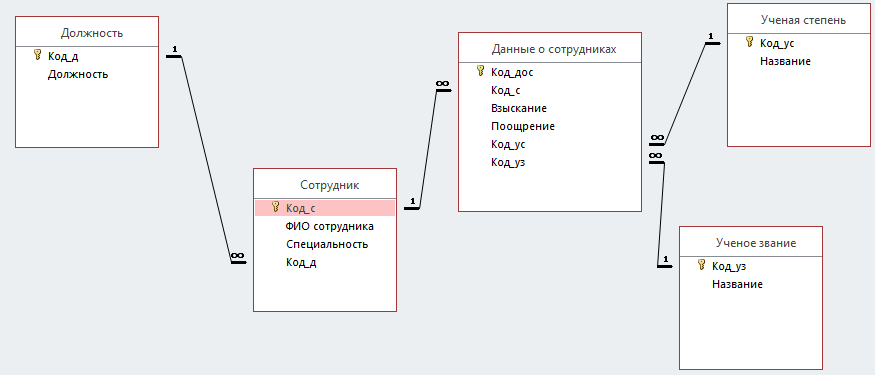 Должность
Код_д
Должность
1
∞
Сотрудник
Код_с
ФИО сотрудника
Специальность
Код_д
1
∞
Данные о сотрудниках
Код_дос
Код_с
Взыскание
Поощрение
Код_ус
Код_уз
∞
∞
1
Ученая степень
Код_ус
Название
1
Ученое звание
Код_уз
Название